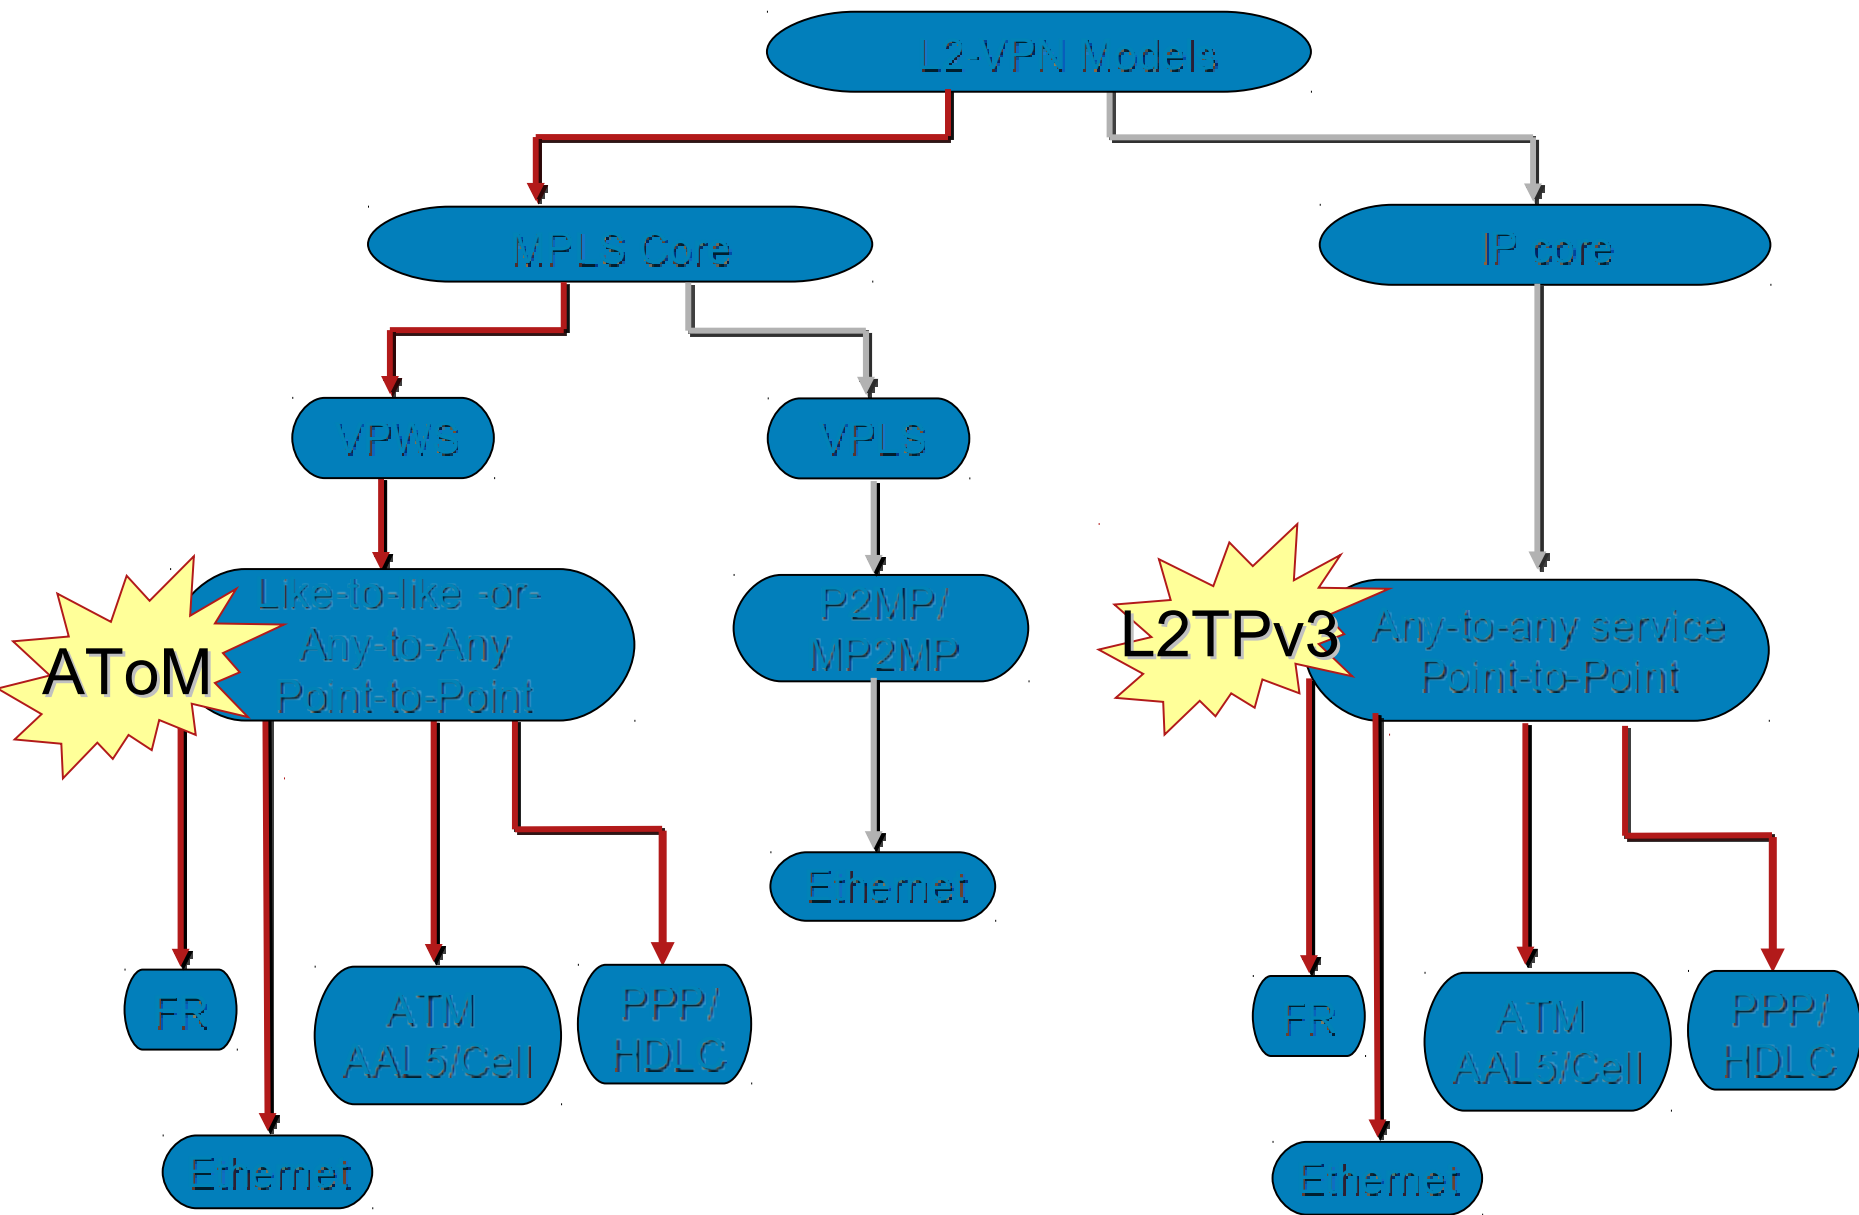 L2-VPN Models
MPLS Core
IP core
VPWS
VPLS
Like-to-like -or-
Any-to-Any
Point-to-Point
AToM
P2MP/
MP2MP
L2TPv3
Any-to-any service
Point-to-Point
Ethernet
FR
ATM
AAL5/Cell
PPP/
HDLC
FR
ATM
AAL5/Cell
PPP/
HDLC
Ethernet
Ethernet